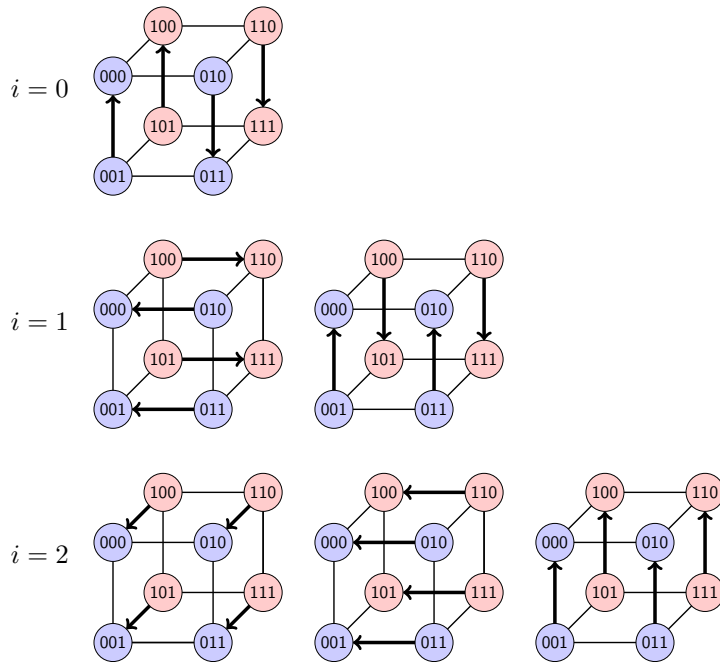 100 110
000 010
i = 0
101 111
001 011
100 110 100 110
000 010 000 010
i = 1
101 111 101 111
001 011 001 011
100 110 100 110 100 110
000 010 000 010 000 010
i = 2
101 111 101 111 101 111
001 011 001 011 001 011